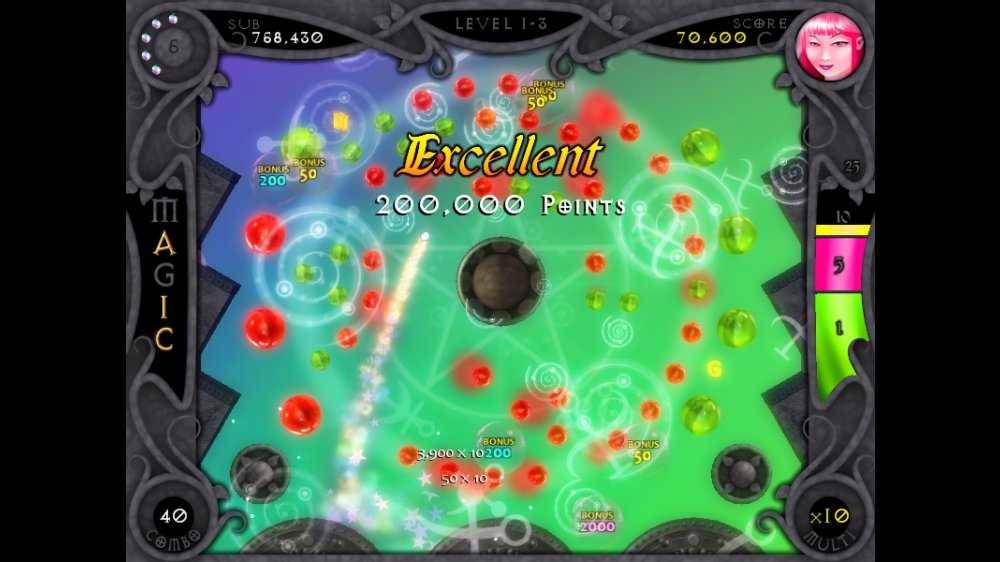 SUB
768,430
LEVEL 1-3
SCORE
70,600
6
BONUS
50
BONUS
BONUS
200
BONUS
50
Excellent
200,000 POINTS
25
10
5
1
MAGIC
G
BONUS
200
3,900 X 10
50 X 10
BONUS
50
BONUS
2000
40
COMBO
X10
MULTI